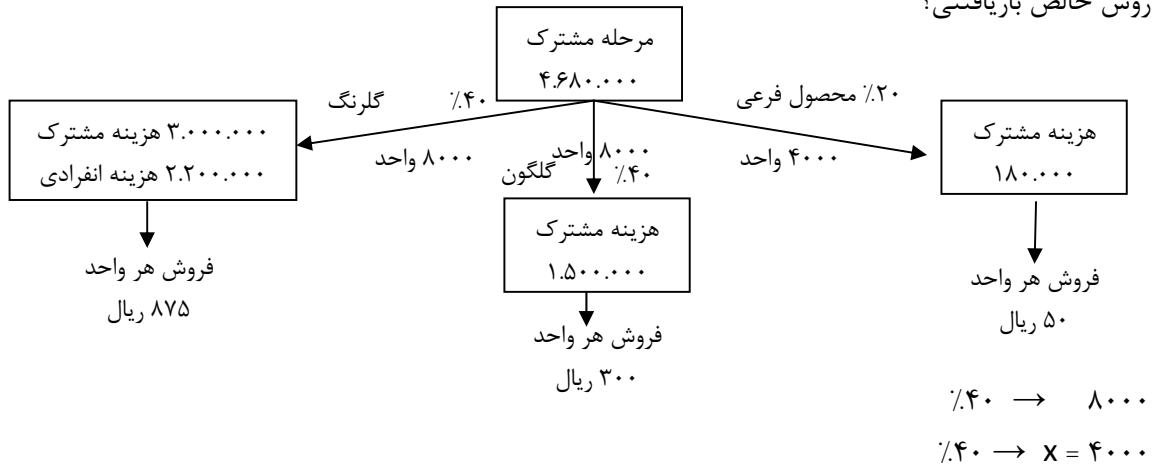 روش خالص بازیافتنی؟
مرحله مشترک
۴.۶۸۰.۰۰۰
٪۲۰ محصول فرعی
۴۰۰۰ واحد
٪۴۰
گلرنگ
۸۰۰۰ واحد
۸۰۰۰ واحد
گلگون
٪۴۰
هزینه مشترک
۱۸۰.۰۰۰
فروش هر واحد
۵۰ ریال
۳.۰۰۰.۰۰۰ هزینه مشترک
۲.۲۰۰.۰۰۰ هزینه انفرادی
فروش هر واحد
۸۷۵ ریال
هزینه مشترک
۱.۵۰۰.۰۰۰
فروش هر واحد
۳۰۰ ریال
٪۴۰ → ۸۰۰۰
٪۴۰ → x = ۴۰۰۰